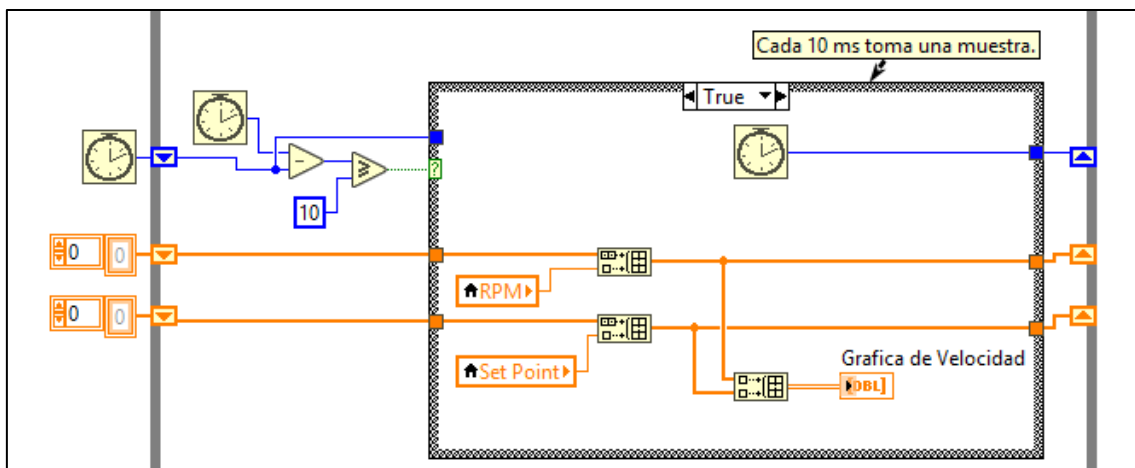 Cada 10 ms toma una muestra.
True
10
0 0
RPM
0 0
Set Point
Grafica de Velocidad
DBL]